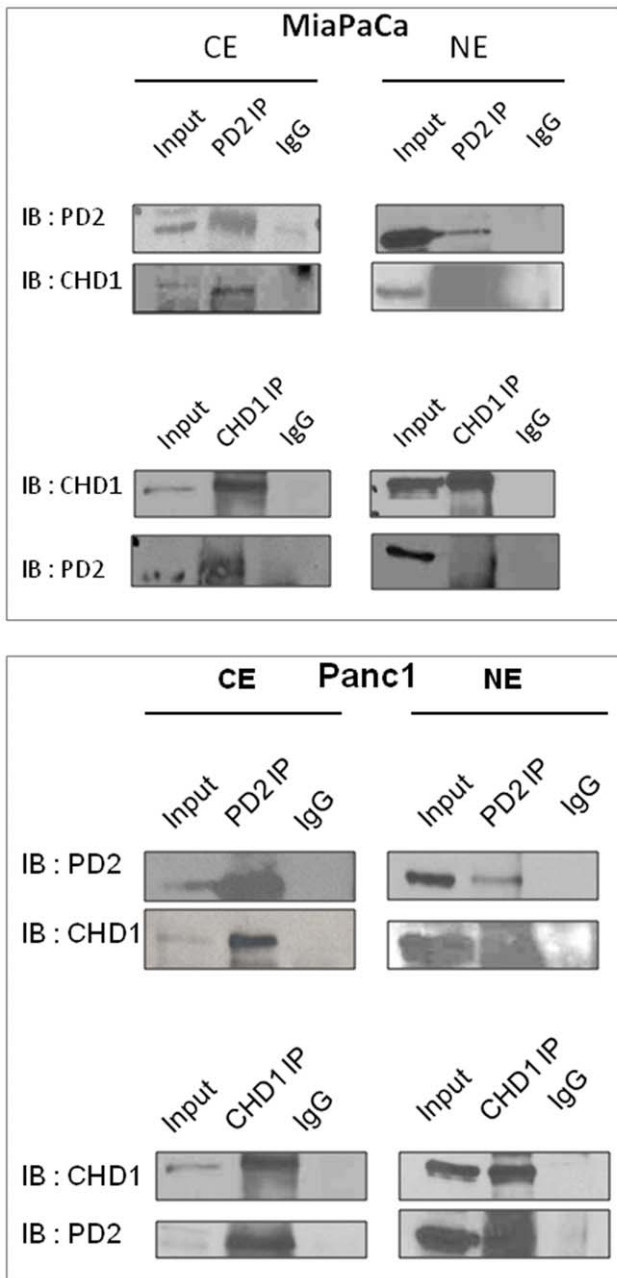 MiaPaCa
CE NE
Input PD2 IP IgG Input PD2 IP IgG
IB : PD2
IB : CHD1
Input CHD1 IP IgG Input CHD1 IP IgG
IB : CHD1
IB : PD2
CE Panc1 NE
Input PD2 IP IgG Input PD2 IP IgG
IB : PD2
IB : CHD1
Input CHD1 IP IgG Input CHD1 IP IgG
IB : CHD1
IB : PD2